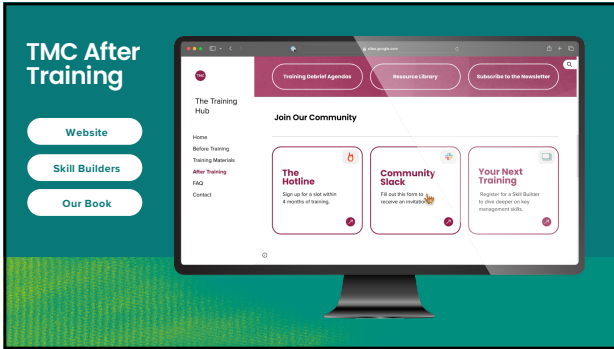 TMC After
Training
Website
Skill Builders
Our Book
sites.google.com
TMC
Training Debrief Agendas
Resource Library
Subscribe to the Newsletter
The Training
Hub
Home
Before Training
Training Materials
After Training
FAQ
Contact
Join Our Community
The
Hotline
Sign up for a slot within
4 months of training.
Community
Slack
Fill out this form to
receive an invitation
Your Next
Training
Register for a Skill Builder
to dive deeper on key
management skills.